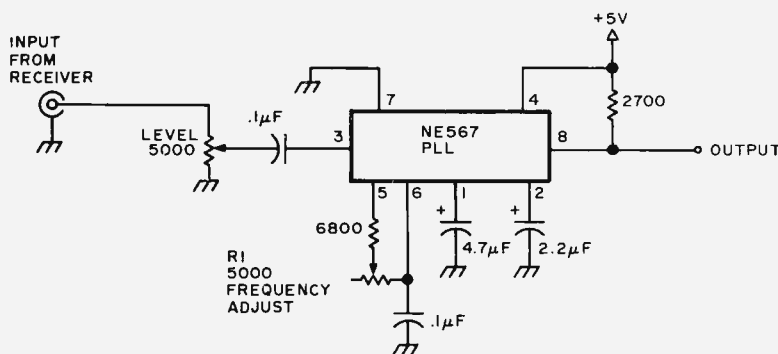 INPUT
FROM
RECEIVER
LEVEL
5000
.1µF
3
7
4
NE567
PLL
8
+5V
2700
OUTPUT
5
6
1
2
6800
+
4.7µF
+
2.2µF
R1
5000
FREQUENCY
ADJUST
.1µF